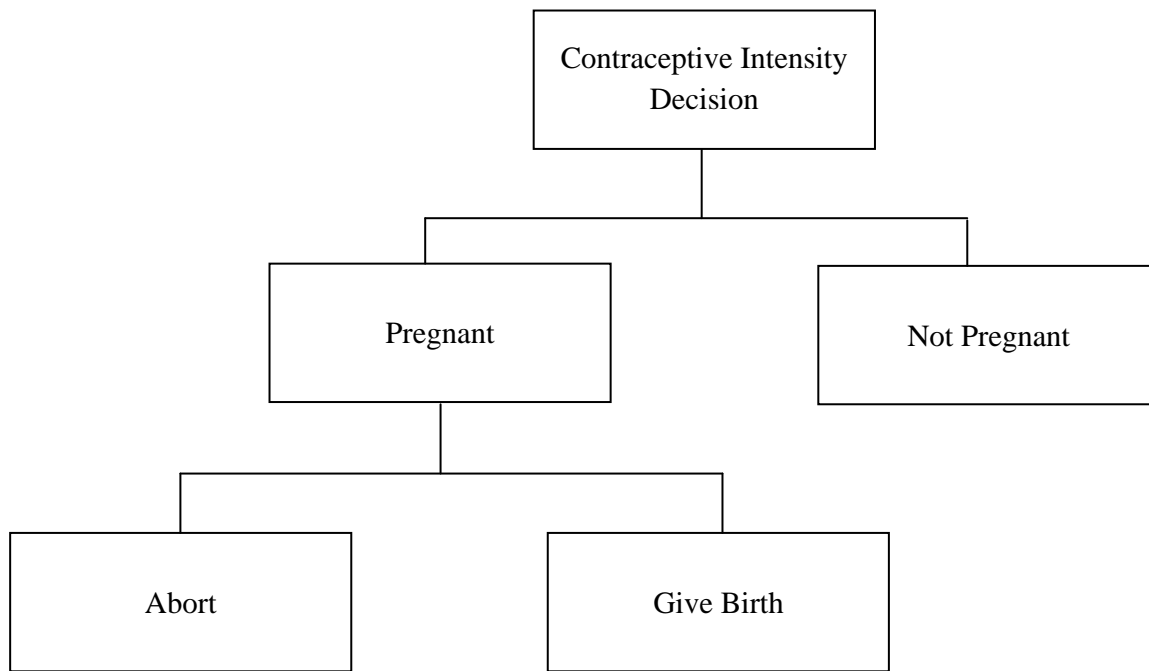 Contraceptive Intensity
Decision
Pregnant
Not Pregnant
Abort
Give Birth